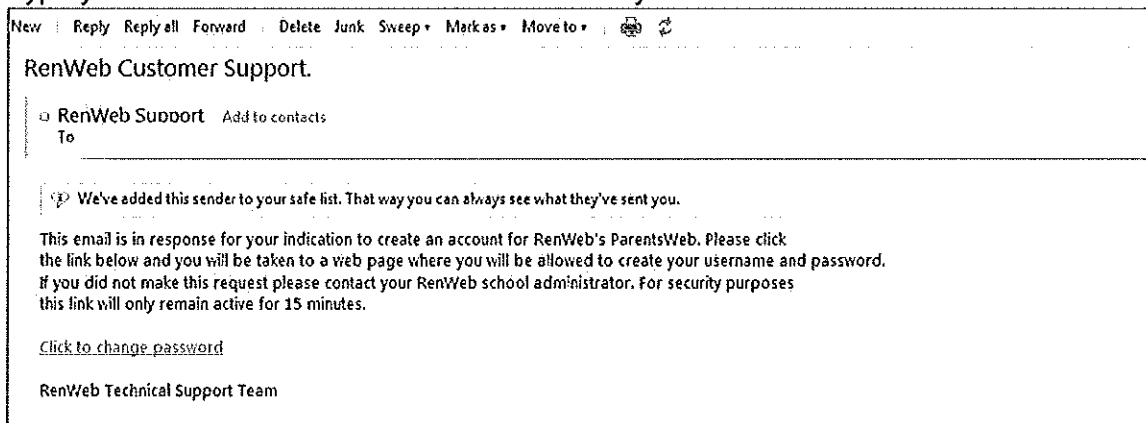 New Reply Reply all Forward Delete Junk Sweep Mark as Move to
RenWeb Customer Support.
RenWeb Support Add to contacts
To
We've added this sender to your safe list. That way you can always see what they've sent you.
This email is in response for your indication to create an account for RenWeb's ParentsWeb. Please click
the link below and you will be taken to a web page where you will be allowed to create your username and password.
If you did not make this request please contact your RenWeb school administrator. For security purposes
this link will only remain active for 15 minutes.
Click to change password
RenWeb Technical Support Team